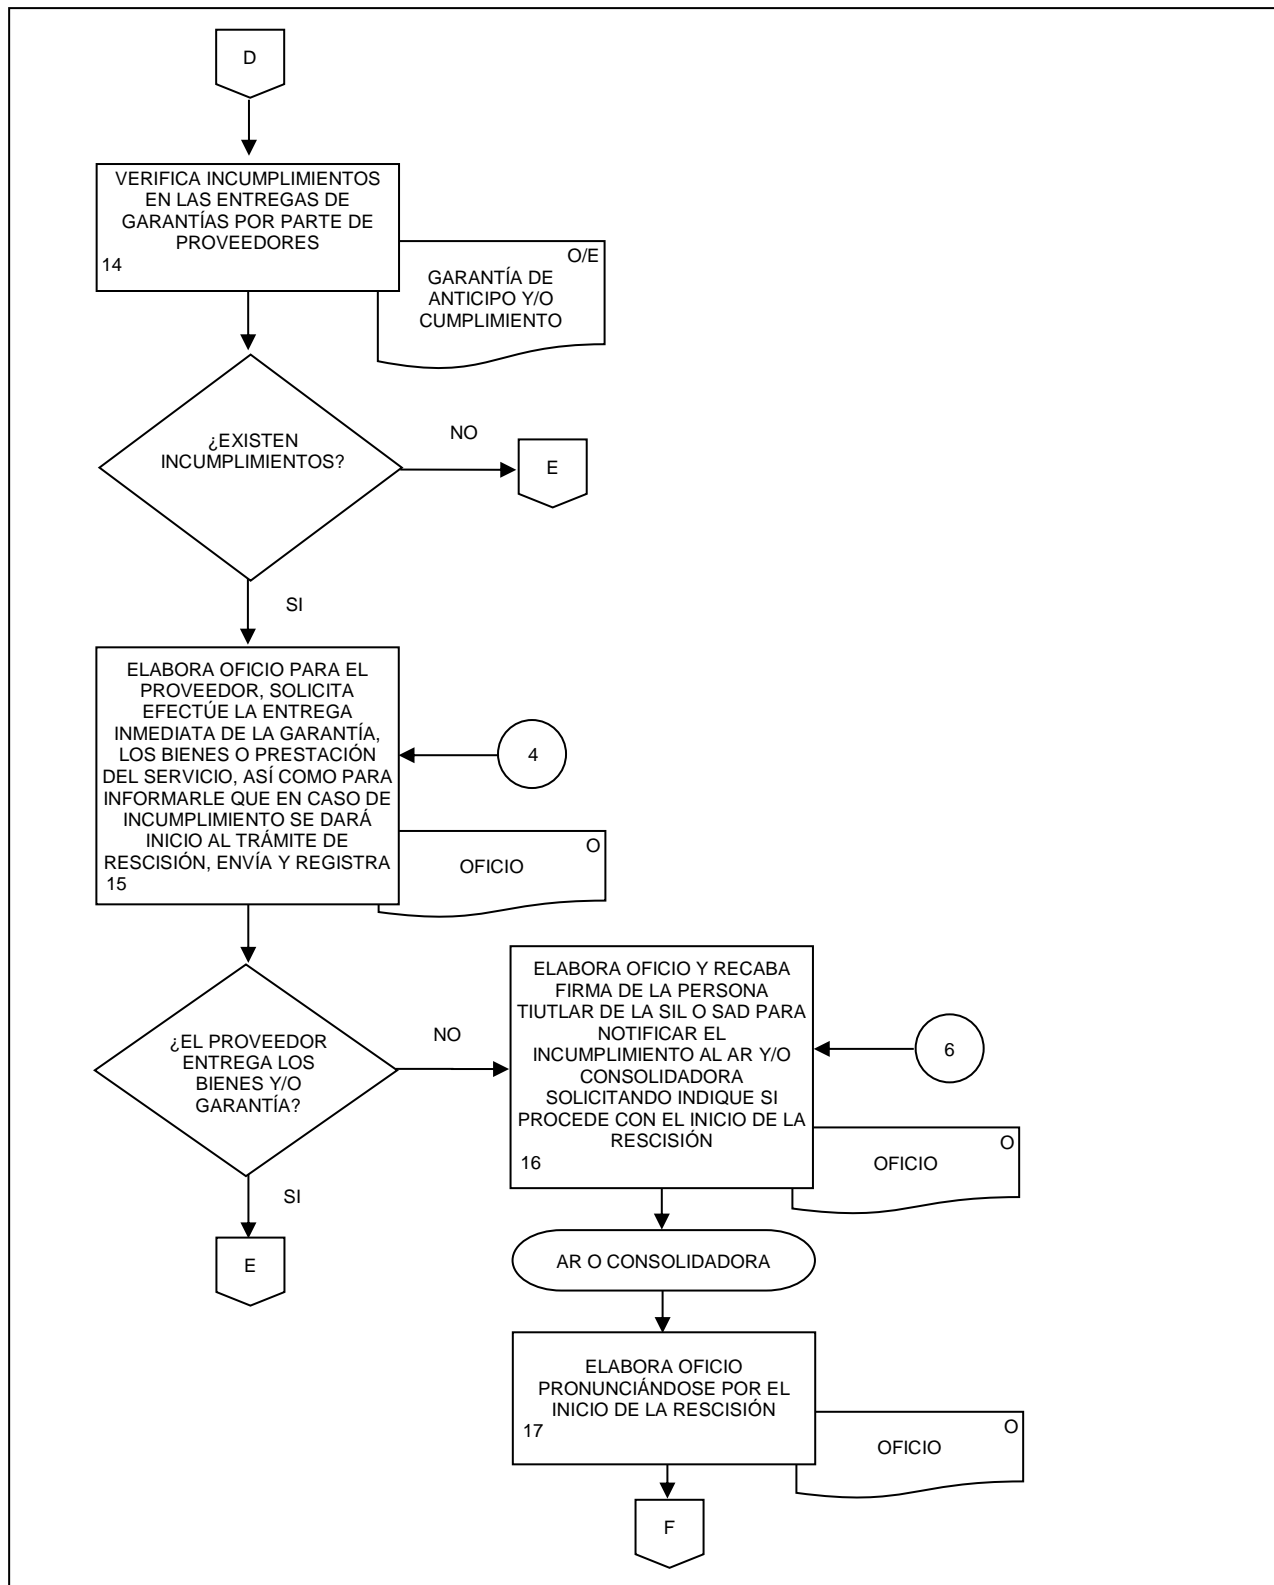 D
VERIFICA INCUMPLIMIENTOS
EN LAS ENTREGAS DE
GARANTÍAS POR PARTE DE
PROVEEDORES
14
O/E
GARANTÍA DE
ANTICIPO Y/O
CUMPLIMIENTO
¿EXISTEN
INCUMPLIMIENTOS?
NO
E
SI
ELABORA OFICIO PARA EL
PROVEEDOR, SOLICITA
EFECTÚE LA ENTREGA
INMEDIATA DE LA GARANTÍA,
LOS BIENES O PRESTACIÓN
DEL SERVICIO, ASÍ COMO PARA
INFORMARLE QUE EN CASO DE
INCUMPLIMIENTO SE DARÁ
INICIO AL TRÁMITE DE
RESCISIÓN, ENVÍA Y REGISTRA
15
4
O
OFICIO
¿EL PROVEEDOR
ENTREGA LOS
BIENES Y/O
GARANTÍA?
NO
SI
E
ELABORA OFICIO Y RECABA
FIRMA DE LA PERSONA
TIUTLAR DE LA SIL O SAD PARA
NOTIFICAR EL
INCUMPLIMIENTO AL AR Y/O
CONSOLIDADORA
SOLICITANDO INDIQUE SI
PROCEDE CON EL INICIO DE LA
RESCISIÓN
16
6
O
OFICIO
AR O CONSOLIDADORA
ELABORA OFICIO
PRONUNCIÁNDOSE POR EL
INICIO DE LA RESCISIÓN
17
O
OFICIO
F